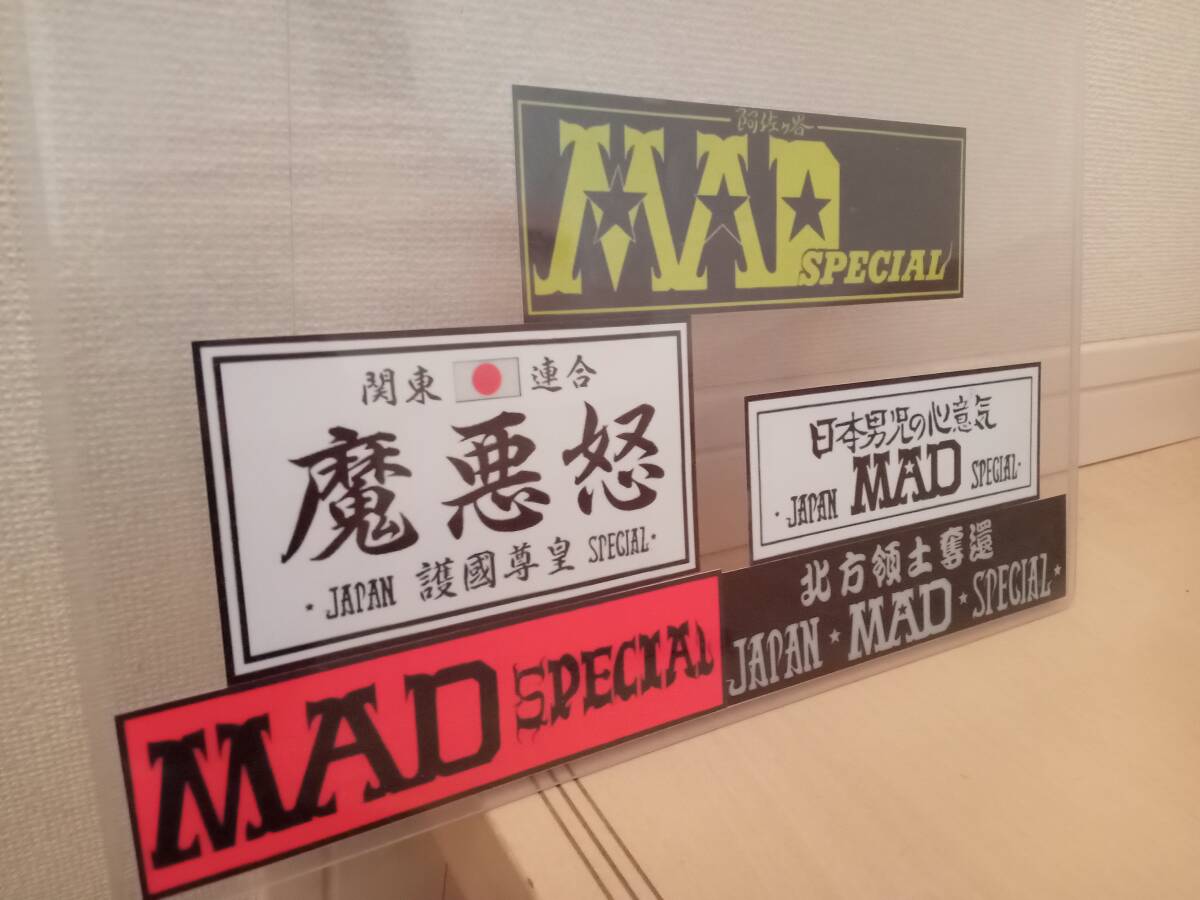 阿佐ヶ谷
MAD
SPECIAL
関東 連合
魔悪怒
JAPAN 護國尊皇 SPECIAL
日本男児の心意気
JAPAN MAD SPECIAL
北方領土奪還
JAPAN ★ MAD ★ SPECIAL ★
MAD SPECIAL